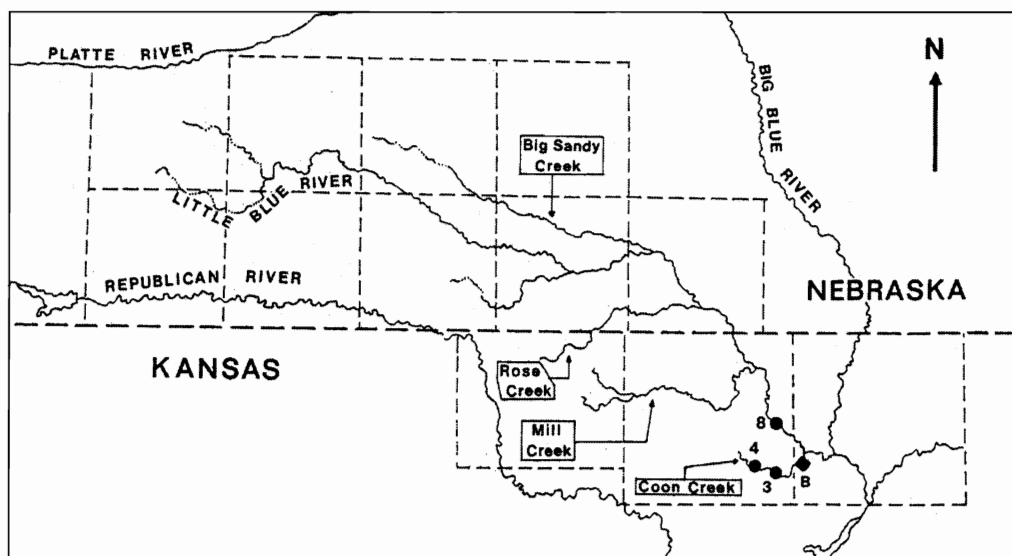 PLATTE RIVER
N
BIG BLUE RIVER
Big Sandy
Creek
LITTLE BLUE RIVER
REPUBLICAN RIVER
NEBRASKA
KANSAS
Rose
Creek
Mill
Creek
8
4
Coon Creek
3
B